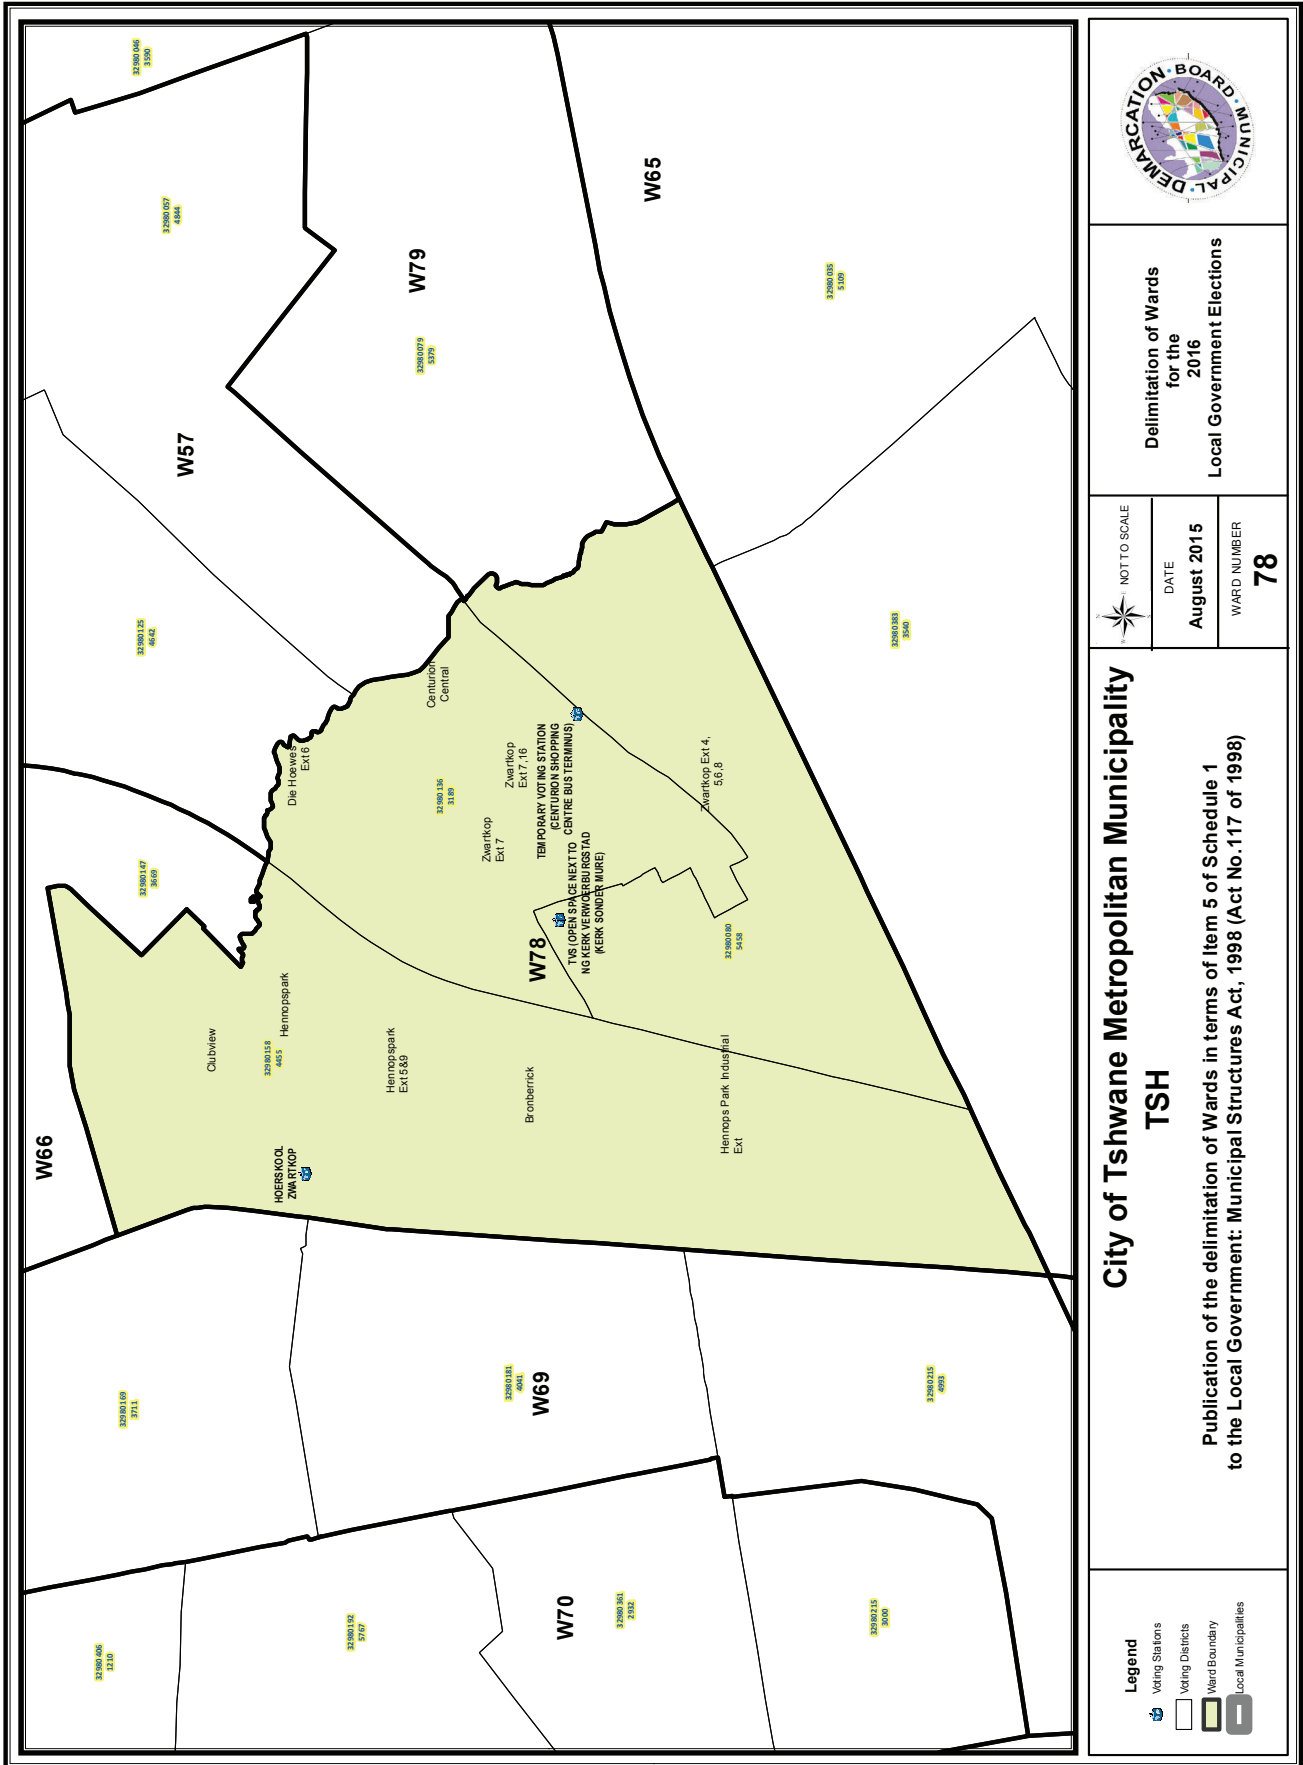 W66
W57
W79
W65
W78
W69
W70
32980046
3590
32980057
4844
32980079
5379
32980035
5109
32980125
4642
32980383
3540
32980147
3669
32980136
3189
32980080
5458
32980158
4455
32980169
3711
32980181
4041
32980215
4993
32980406
1210
32980192
5767
32980361
2932
32980215
3000
Clubview
Hennopspark
Hennopspark
Ext 5&9
Bronberrick
Hennops Park Industrial
Ext
HOERSKOOL
ZWARTKOP
Die Hoewes
Ext 6
Centurion
Central
Zwartkop
Ext 7,16
Zwartkop
Ext 7
Zwartkop Ext 4,
5,6,8
TEMPORARY VOTING STATION
(CENTURION SHOPPING
CENTRE BUS TERMINUS)
TVS (OPEN SPACE NEXT TO
NG KERK VERWOERBURGSTAD
(KERK SONDER MURE)
Legend
Voting Stations
Voting Districts
Ward Boundary
Local Municipalities
City of Tshwane Metropolitan Municipality
TSH
Publication of the delimitation of Wards in terms of Item 5 of Schedule 1
to the Local Government: Municipal Structures Act, 1998 (Act No.117 of 1998)
NOT TO SCALE
DATE
August 2015
WARD NUMBER
78
Delimitation of Wards
for the
2016
Local Government Elections
MUNICIPAL • DEMARCATION • BOARD •